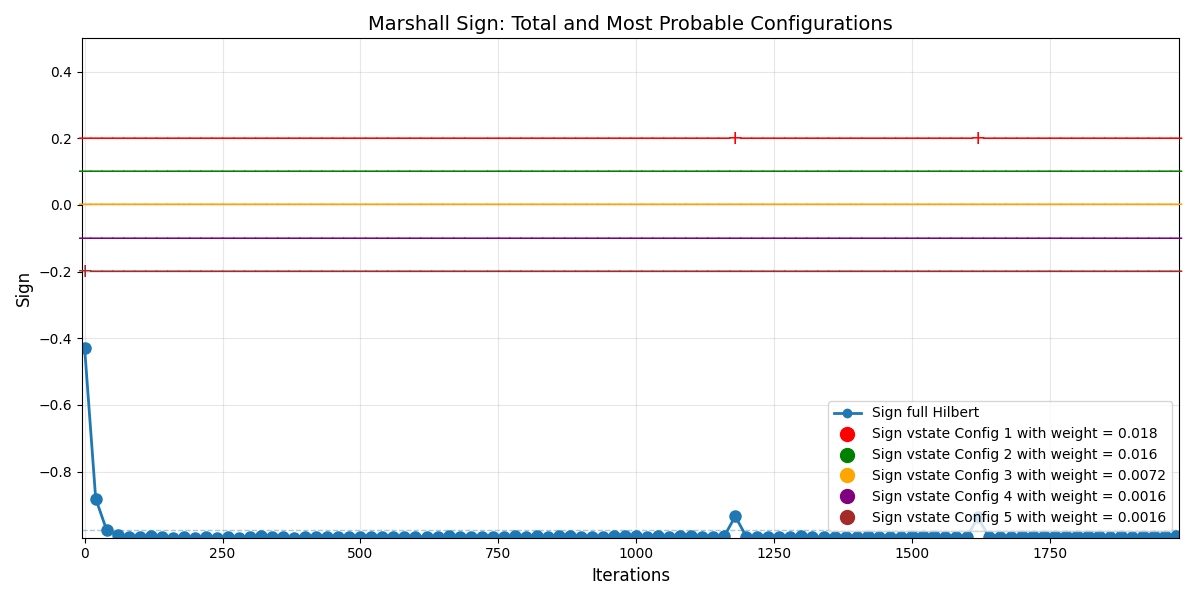 Marshall Sign: Total and Most Probable Configurations
Sign
0.4
0.2
0.0
−0.2
−0.4
−0.6
−0.8
Sign full Hilbert
Sign vstate Config 1 with weight = 0.018
Sign vstate Config 2 with weight = 0.016
Sign vstate Config 3 with weight = 0.0072
Sign vstate Config 4 with weight = 0.0016
Sign vstate Config 5 with weight = 0.0016
0 250 500 750 1000 1250 1500 1750
Iterations